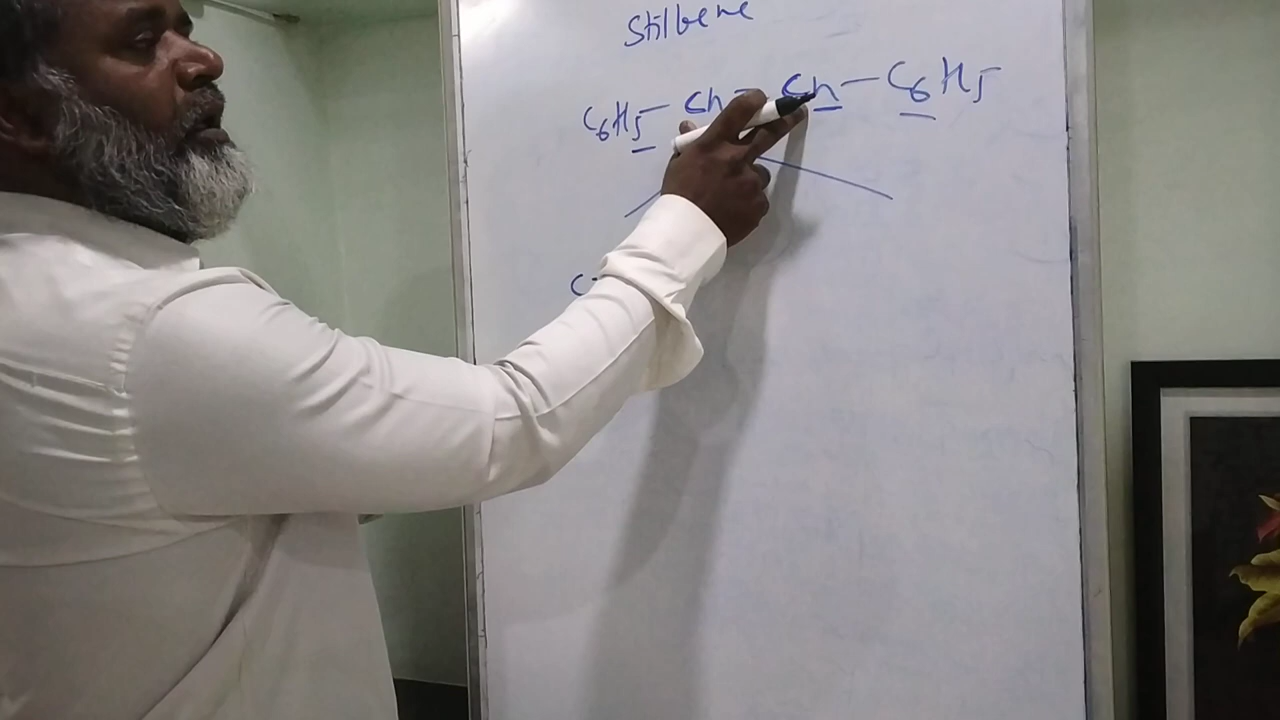 Stilbene
C6H5 — Ch — Ch — C6H5
C